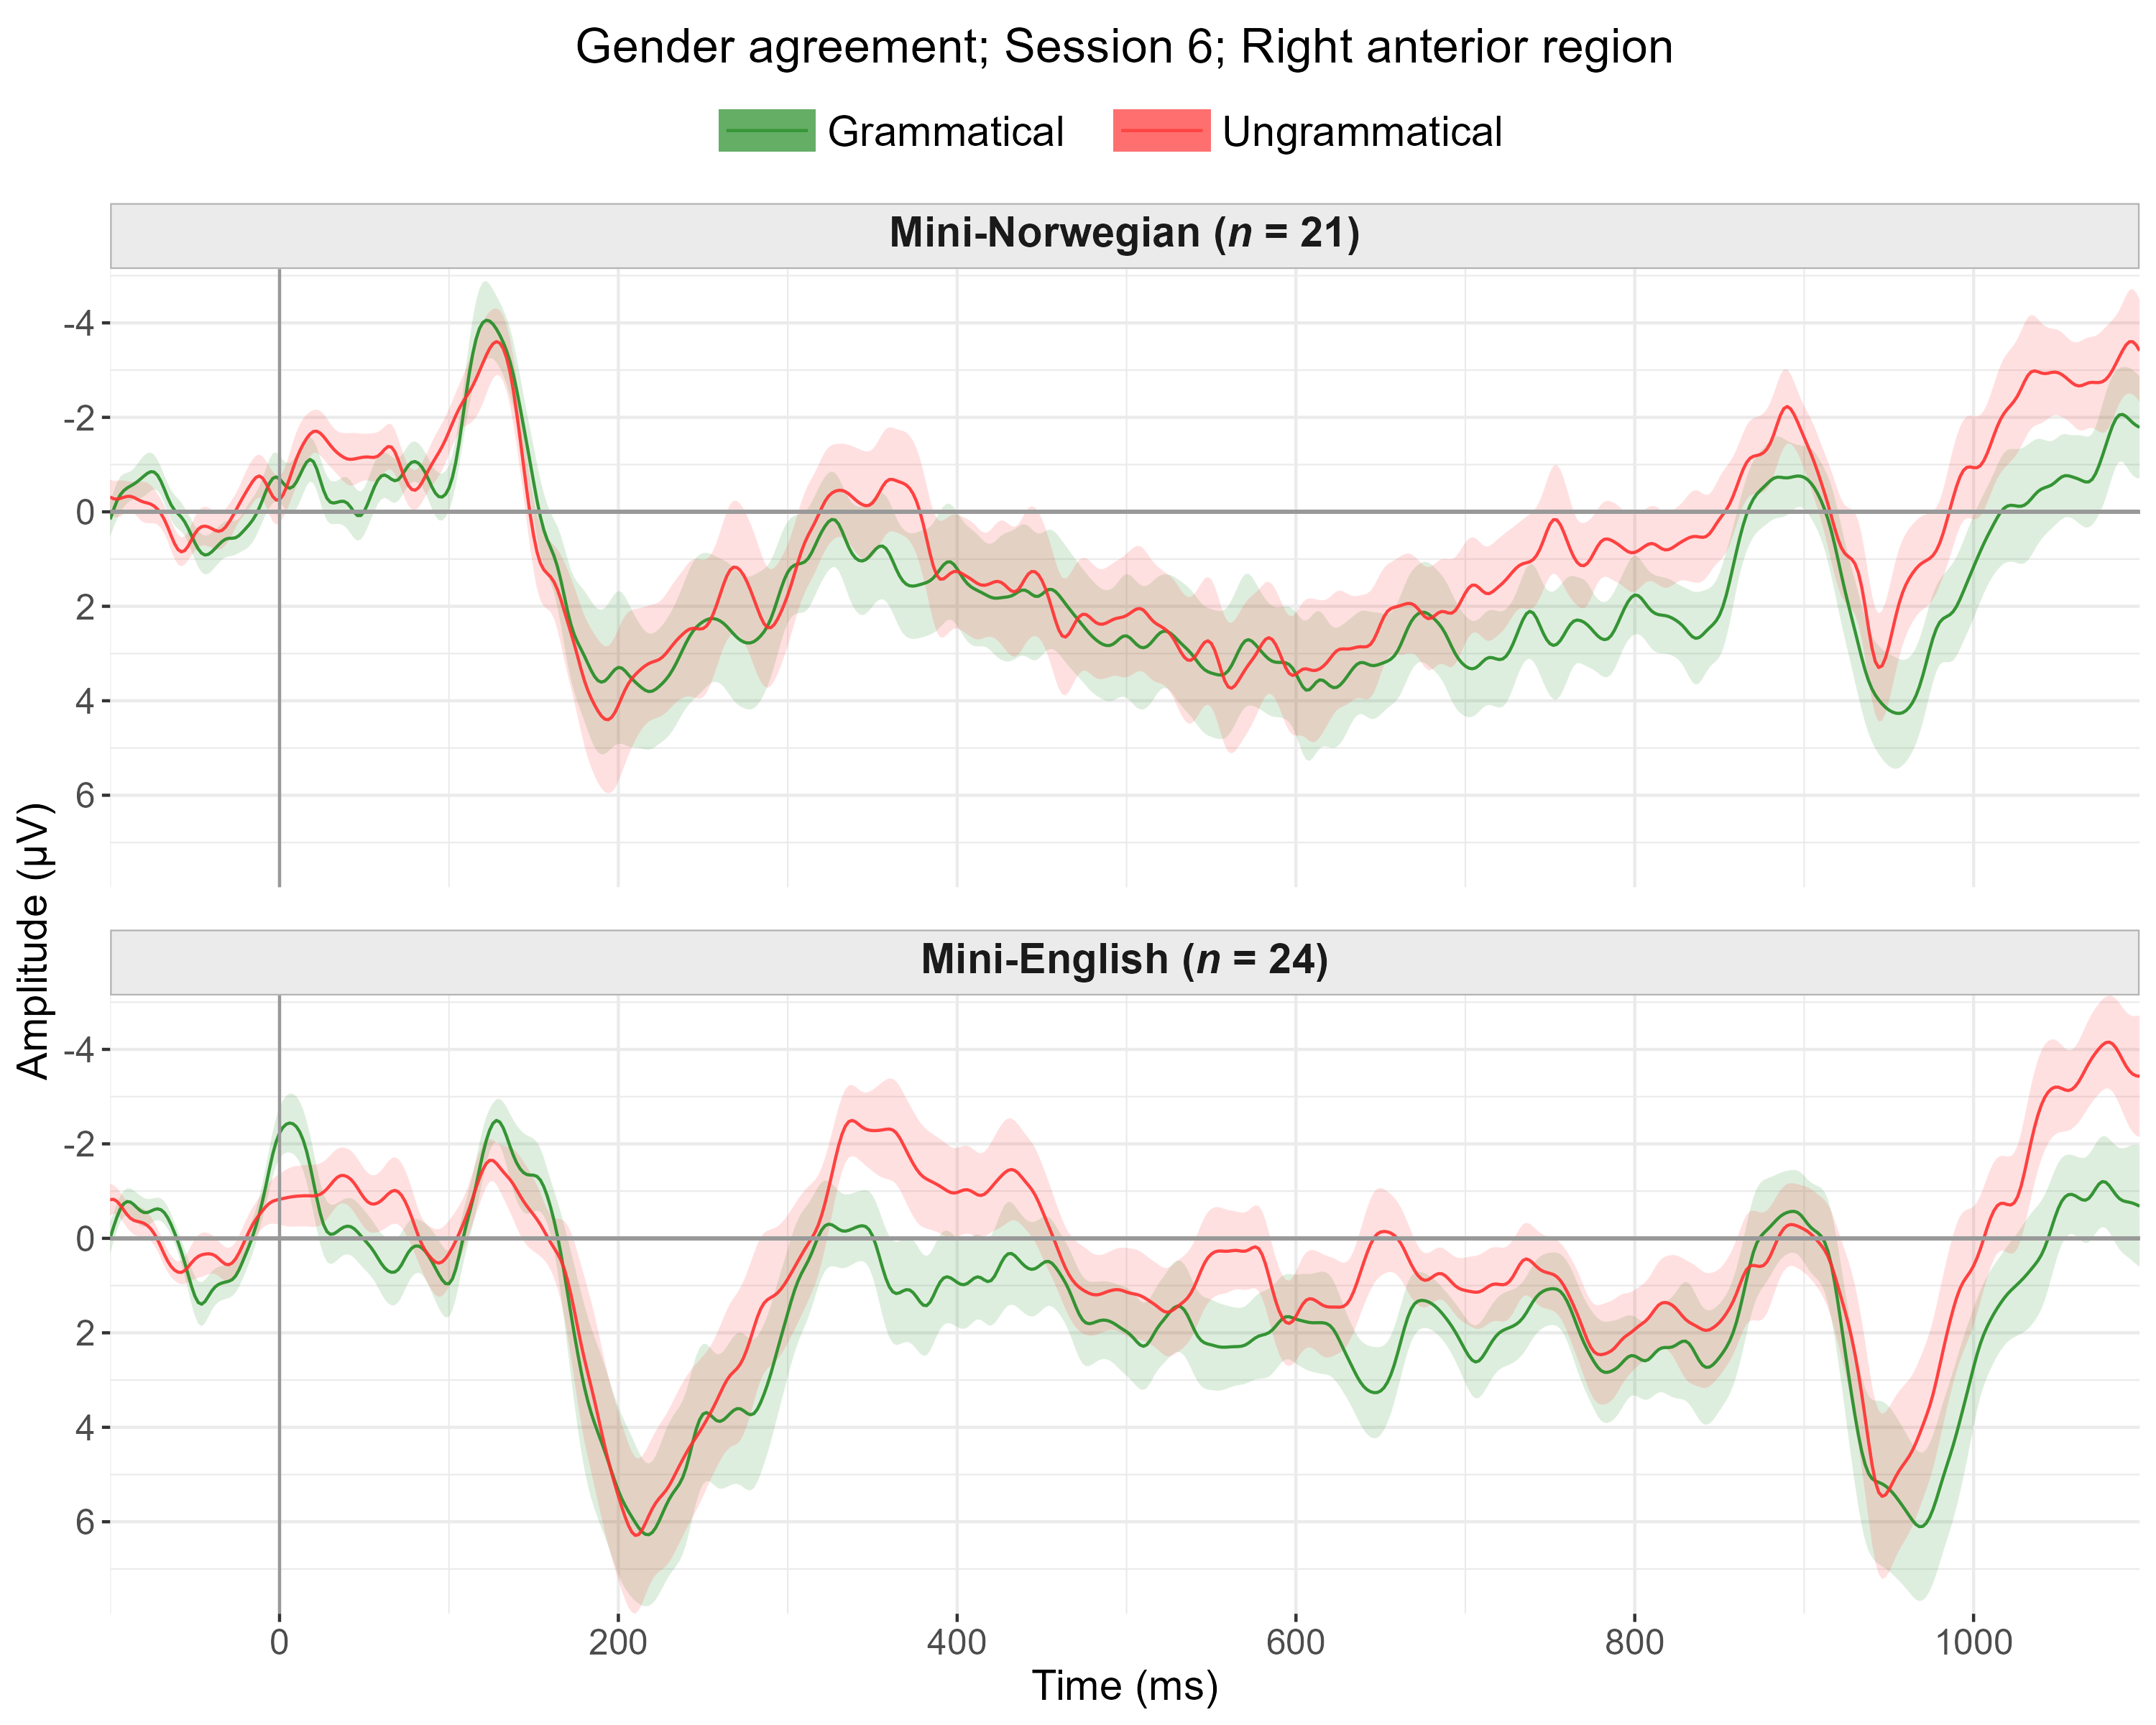 Gender agreement; Session 6; Right anterior region
Grammatical Ungrammatical
Mini-Norwegian (n = 21)
-4
-2
0
2
4
6
Amplitude (µV)
Mini-English (n = 24)
-4
-2
0
2
4
6
0 200 400 600 800 1000
Time (ms)